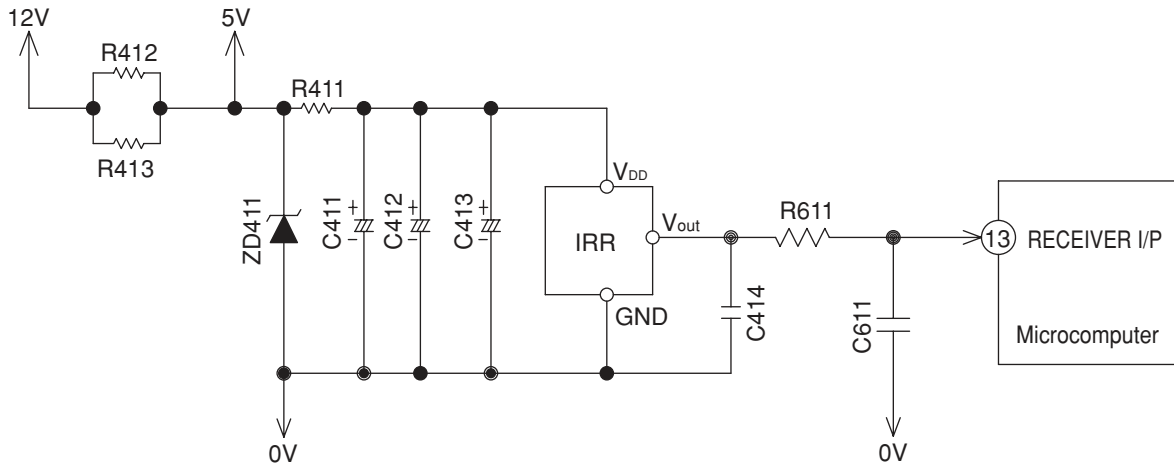 12V
5V
R412
R411
R413
ZD411
C411
+
−
C412
+
−
C413
+
−
VDD
IRR
Vout
GND
C414
R611
C611
13
RECEIVER I/P
Microcomputer
0V
0V